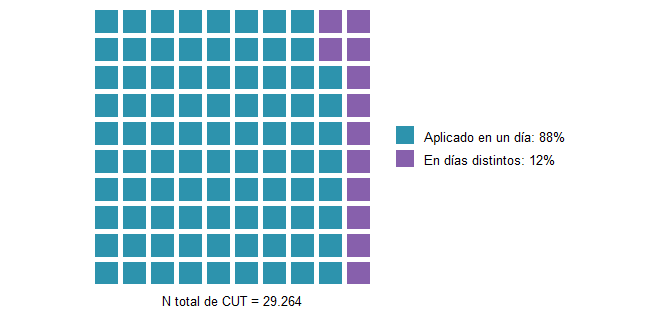 Aplicado en un día: 88%
En días distintos: 12%
N total de CUT = 29.264